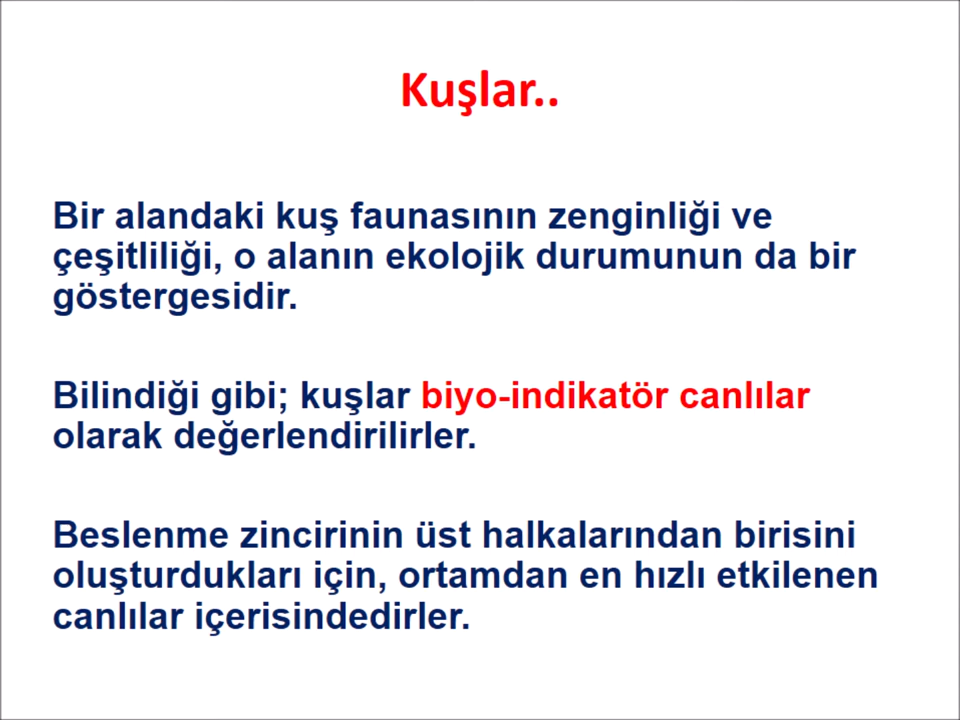 Kuşlar..
Bir alandaki kuş faunasının zenginliği ve
çeşitliliği, o alanın ekolojik durumunun da bir
göstergesidir.
Bilindiği gibi; kuşlar biyo-indikatör canlılar
olarak değerlendirilirler.
Beslenme zincirinin üst halkalarından birisini
oluşturdukları için, ortamdan en hızlı etkilenen
canlılar içerisindedirler.